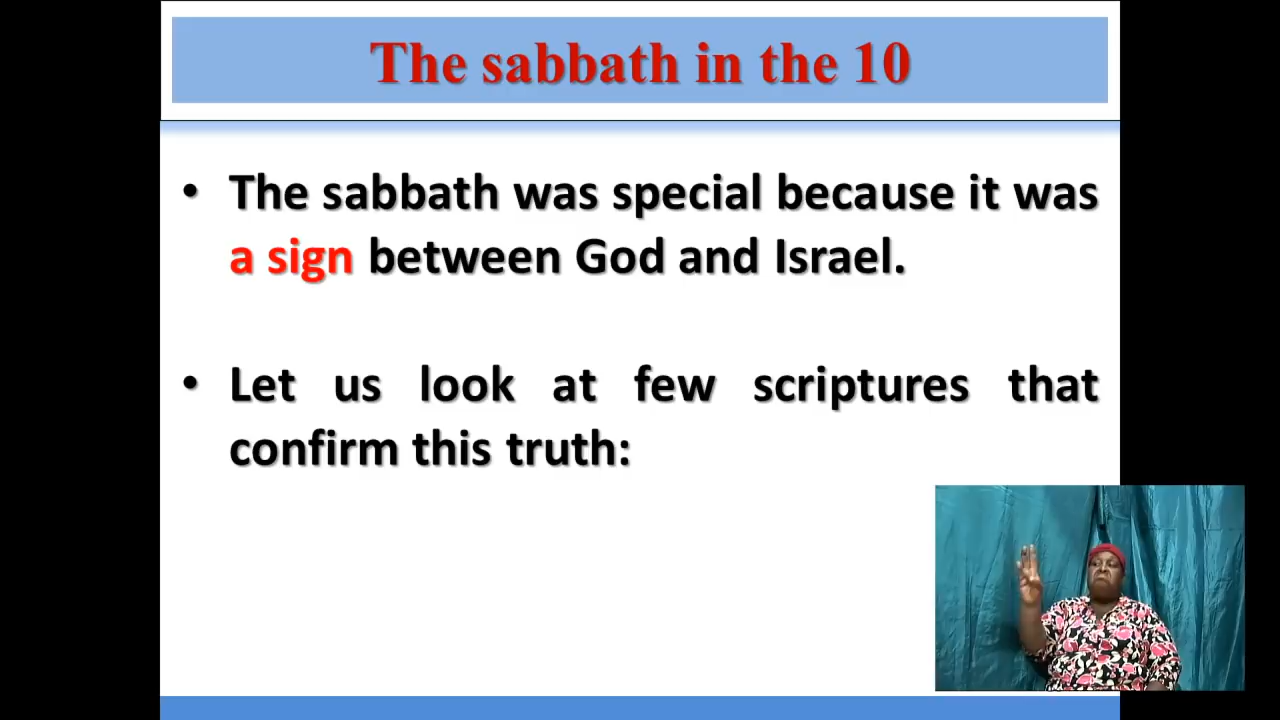 The sabbath in the 10
• The sabbath was special because it was
a sign between God and Israel.
• Let us look at few scriptures that
confirm this truth: